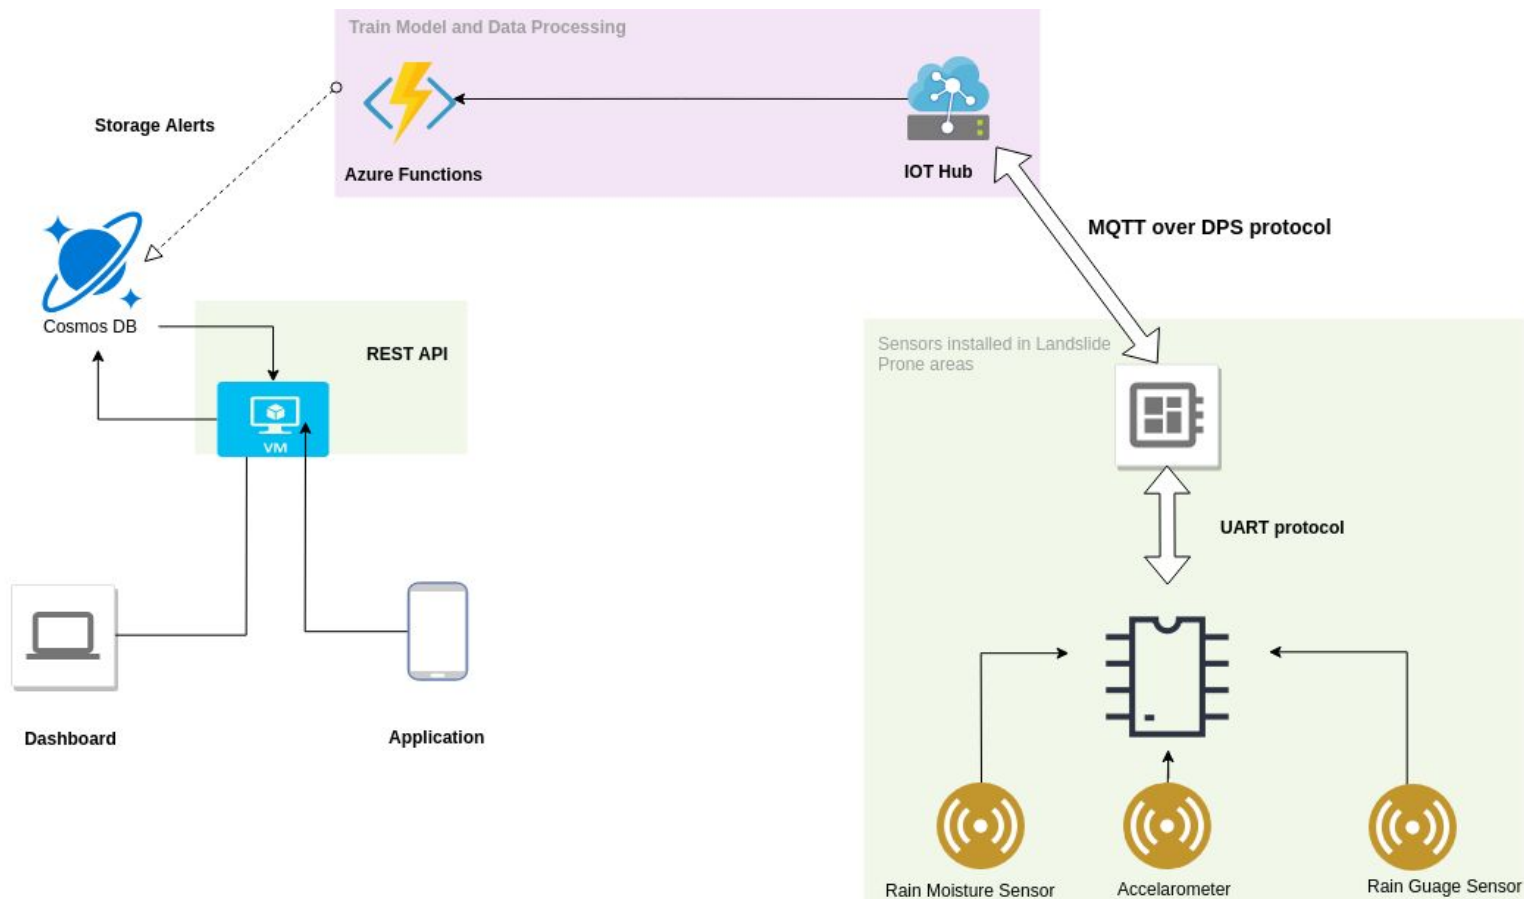 Train Model and Data Processing
Storage Alerts
Azure Functions
IOT Hub
MQTT over DPS protocol
Cosmos DB
REST API
VM
Sensors installed in Landslide
Prone areas
UART protocol
Dashboard
Application
Rain Moisture Sensor
Accelarometer
Rain Guage Sensor